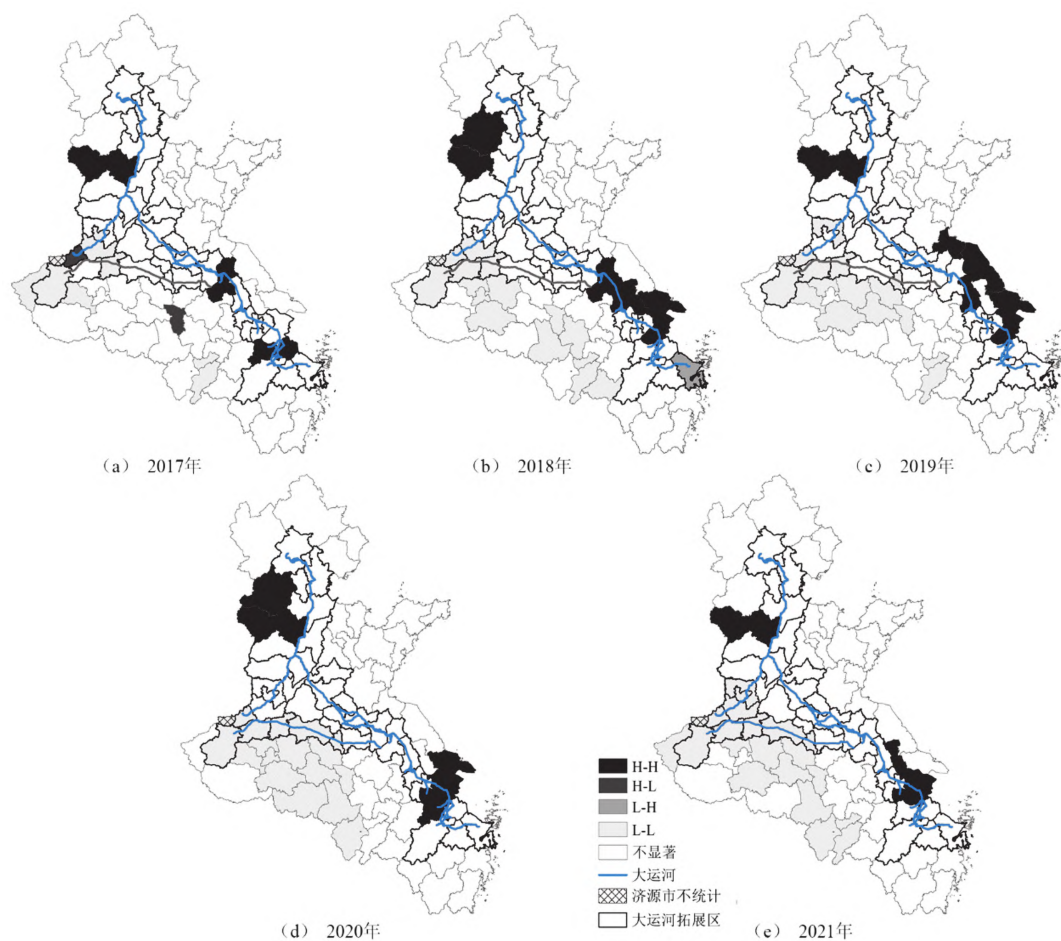 （a） 2017年
（b） 2018年
（c） 2019年
H-H
H-L
L-H
L-L
不显著
大运河
济源市不统计
大运河拓展区
（d） 2020年
（e） 2021年